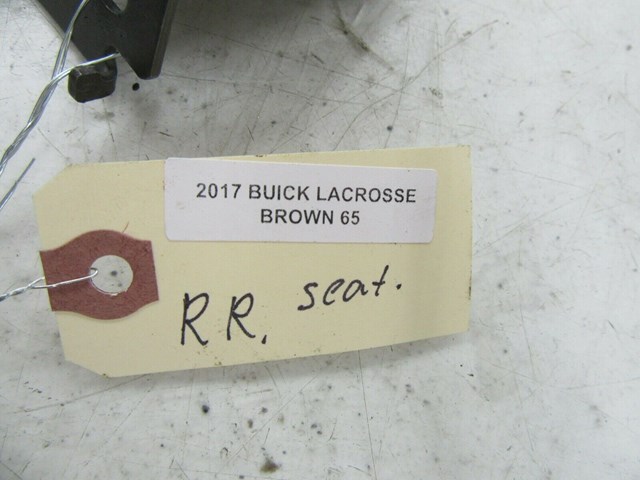 2017 BUICK LACROSSE
BROWN 65
RR. seat.